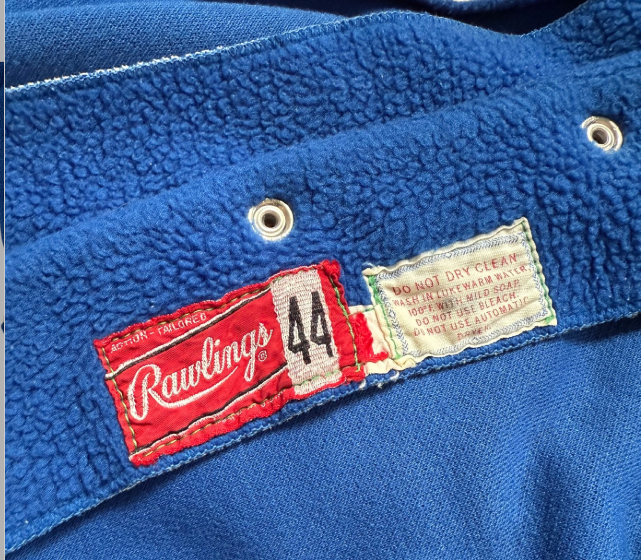 ACTION-TAILORED
Rawlings®
44
DO NOT DRY CLEAN
WASH IN LUKEWARM WATER
100°F WITH MILD SOAP
DO NOT USE BLEACH
DO NOT USE AUTOMATIC